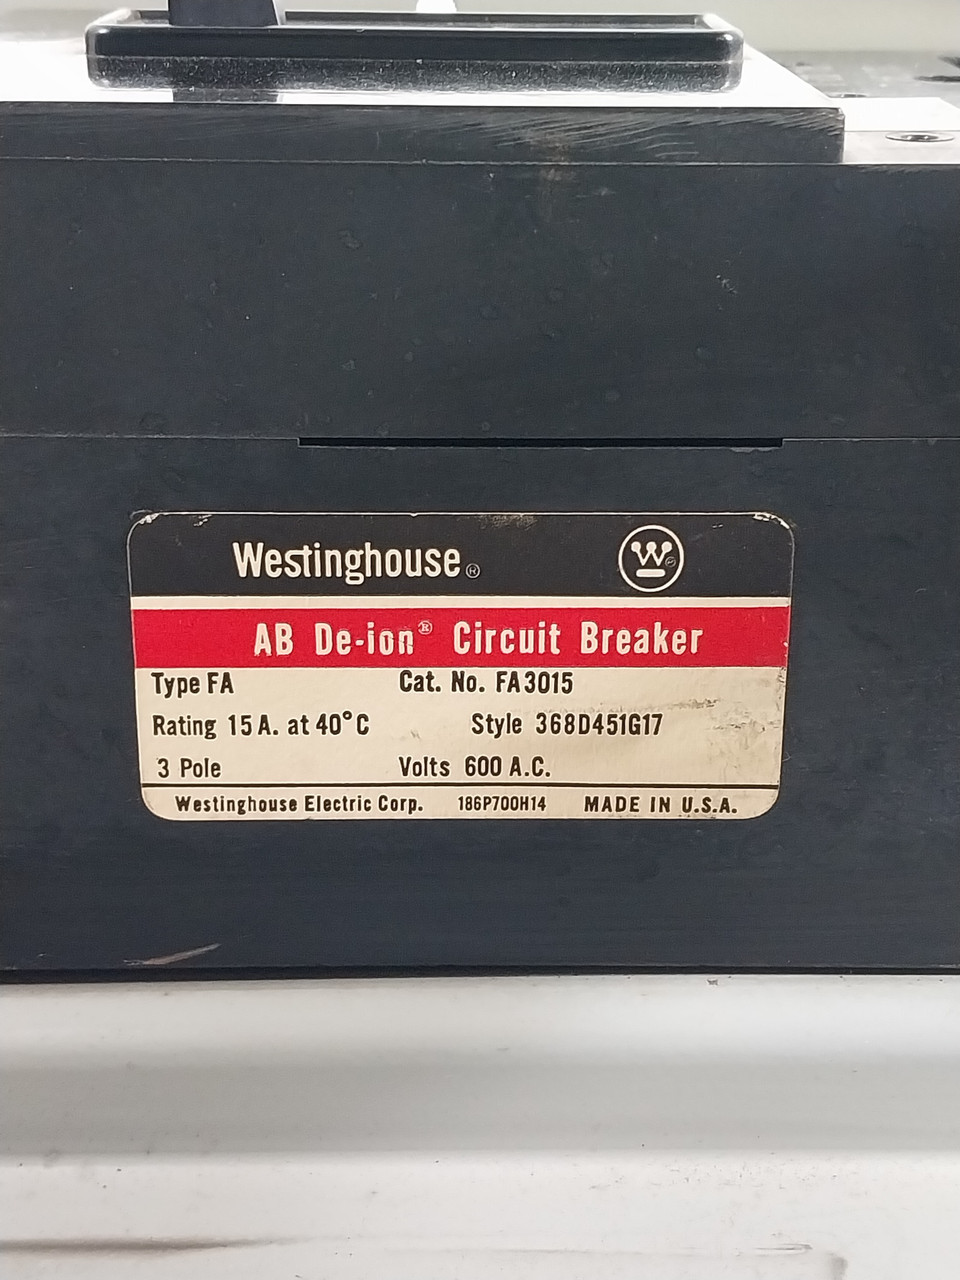 Westinghouse® W
AB De-ion® Circuit Breaker
Type FA Cat. No. FA3015
Rating 15 A. at 40°C Style 368D451G17
3 Pole Volts 600 A.C.
Westinghouse Electric Corp. 186P700H14 MADE IN U.S.A.